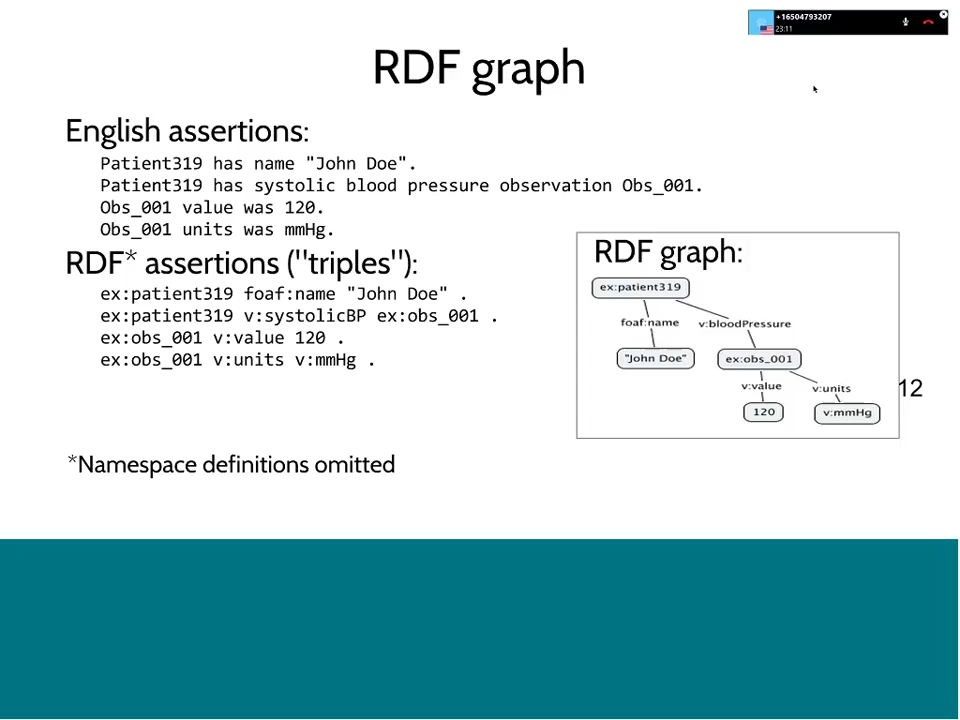 +16504793207
23:11
RDF graph
English assertions:
Patient319 has name "John Doe".
Patient319 has systolic blood pressure observation Obs_001.
Obs_001 value was 120.
Obs_001 units was mmHg.
RDF* assertions ("triples"):
ex:patient319 foaf:name "John Doe" .
ex:patient319 v:systolicBP ex:obs_001 .
ex:obs_001 v:value 120 .
ex:obs_001 v:units v:mmHg .
RDF graph:
ex:patient319
foaf:name v:bloodPressure
"John Doe" ex:obs_001
v:value v:units
120 v:mmHg
12
*Namespace definitions omitted